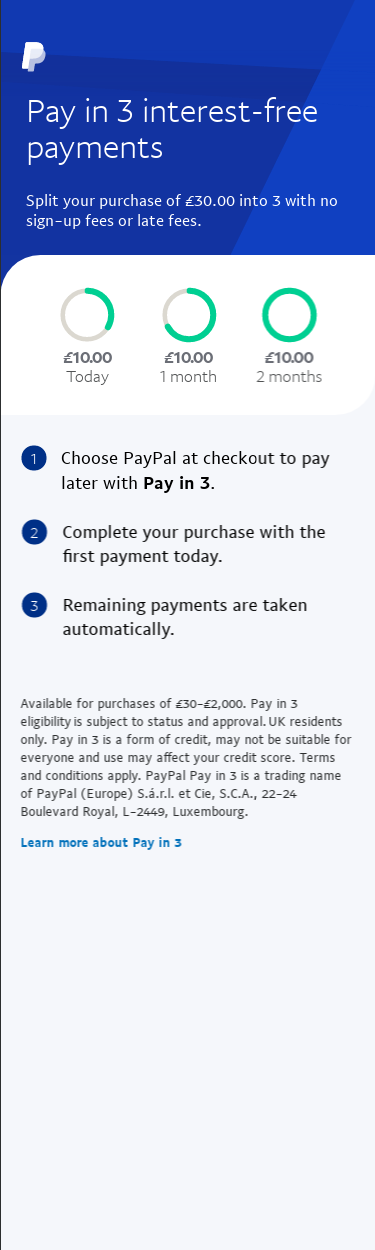 Pay in 3 interest-free
payments
Split your purchase of £30.00 into 3 with no
sign-up fees or late fees.
£10.00 £10.00 £10.00
Today 1 month 2 months
1 Choose PayPal at checkout to pay
later with Pay in 3.
2 Complete your purchase with the
first payment today.
3 Remaining payments are taken
automatically.
Available for purchases of £30-£2,000. Pay in 3
eligibility is subject to status and approval. UK residents
only. Pay in 3 is a form of credit, may not be suitable for
everyone and use may affect your credit score. Terms
and conditions apply. PayPal Pay in 3 is a trading name
of PayPal (Europe) S.á.r.l. et Cie, S.C.A., 22-24
Boulevard Royal, L-2449, Luxembourg.
Learn more about Pay in 3